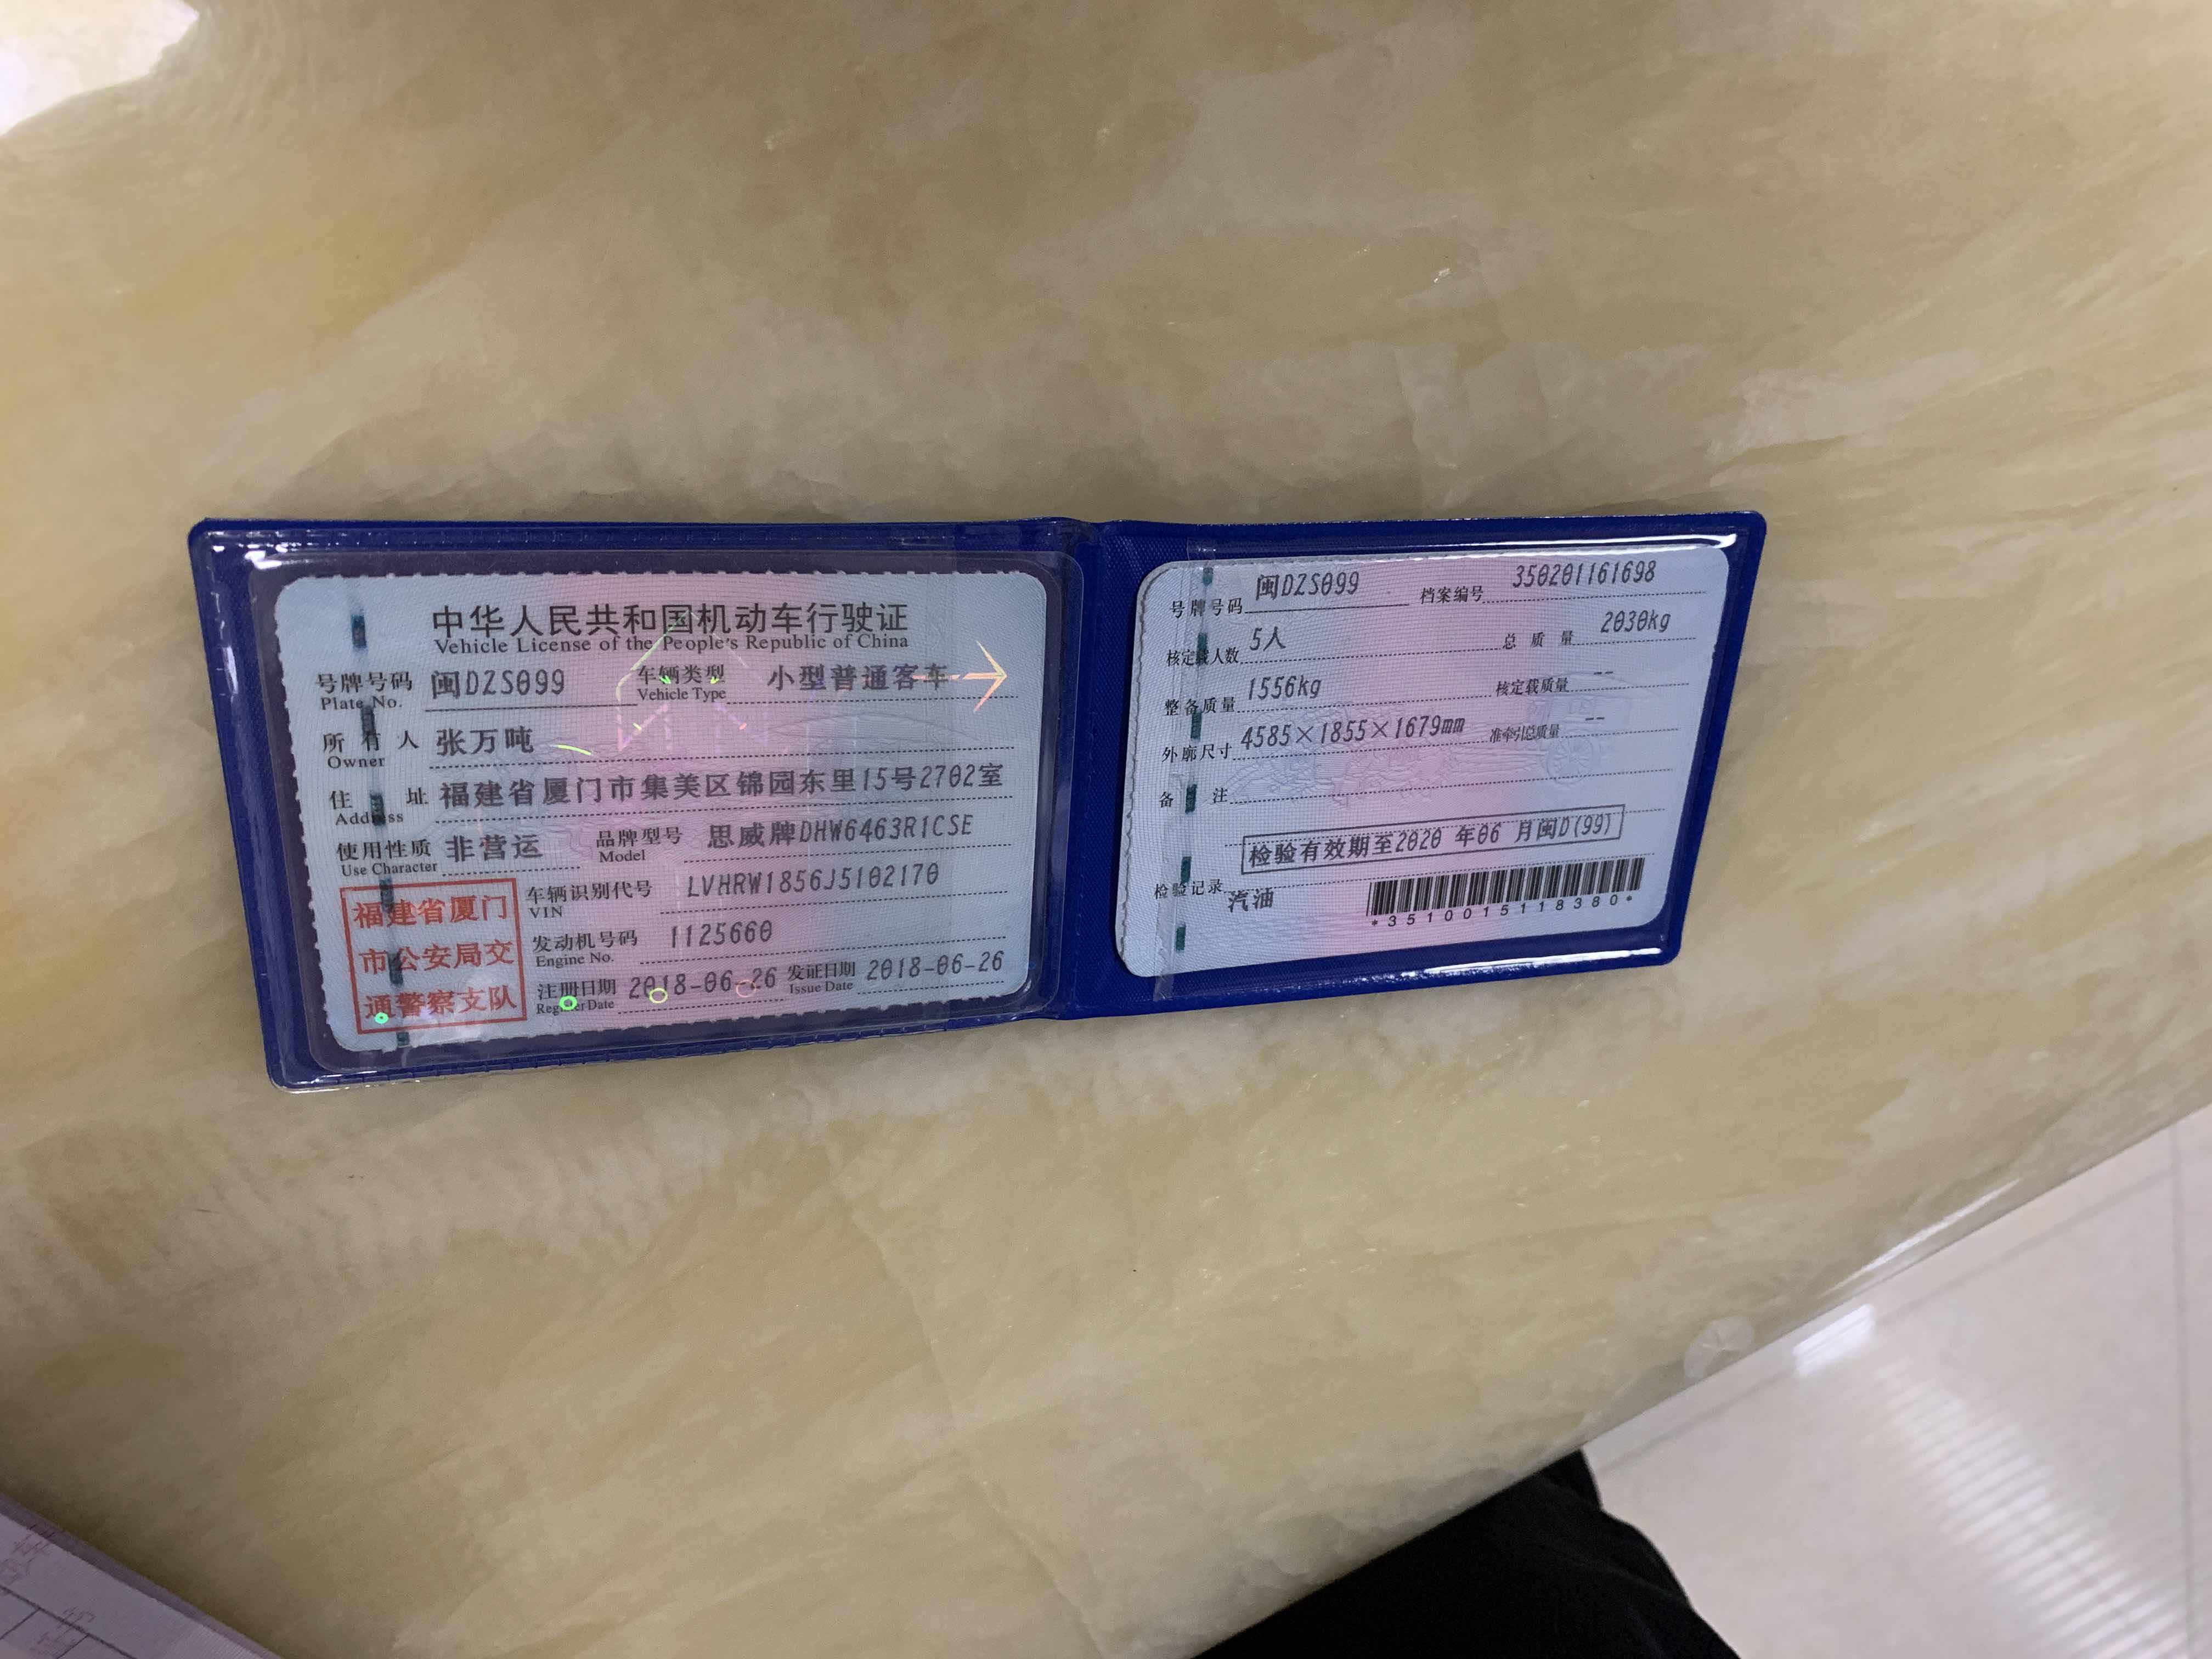 中华人民共和国机动车行驶证
Vehicle License of the People's Republic of China
号牌号码 闽DZS099 车辆类型 小型普通客车
Plate No. Vehicle Type
所有人 张万吨
Owner
住址 福建省厦门市集美区锦园东里15号2702室
Address
使用性质 非营运 品牌型号 思威牌DHW6463R1CSE
Use Character Model
福建省厦门
市公安局交
通警察支队
车辆识别代号 LVHRW1856J5102170
VIN
发动机号码 1125660
Engine No.
注册日期 2018-06-26 发证日期 2018-06-26
Register Date Issue Date
号牌号码 闽DZS099 档案编号 350201161698
核定载人数 5人 总质量 2030kg
整备质量 1556kg 核定载质量 --
外廓尺寸 4585×1855×1679mm 准牵引总质量 --
备注
检验有效期至2020年06月闽D(99)
检验记录 汽油
*3510015118380*